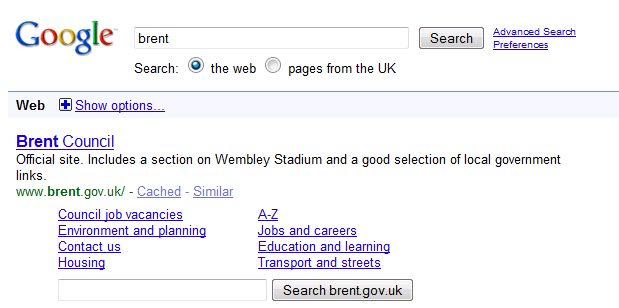 Google™ brent Search Advanced Search
Preferences
Search: the web pages from the UK
Web Show options...
Brent Council
Official site. Includes a section on Wembley Stadium and a good selection of local government
links.
www.brent.gov.uk/ - Cached - Similar
Council job vacancies A-Z
Environment and planning Jobs and careers
Contact us Education and learning
Housing Transport and streets
Search brent.gov.uk